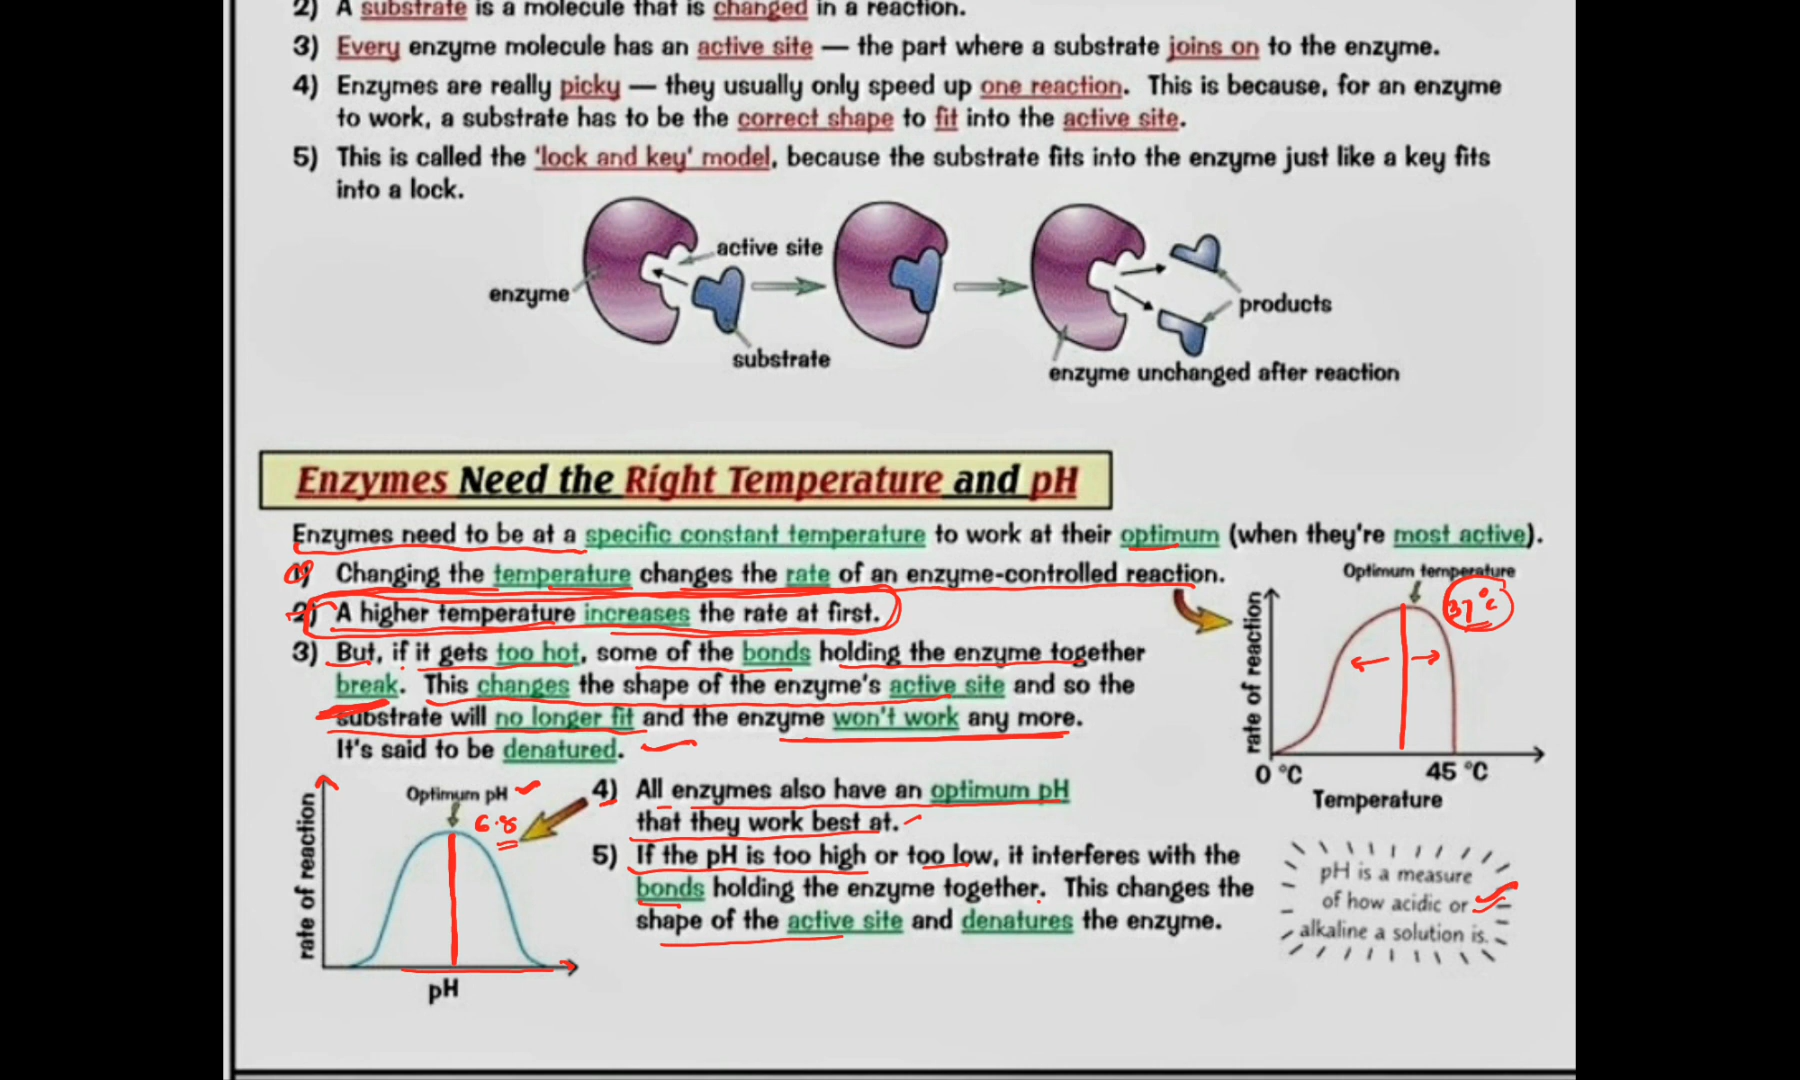 2) A substrate is a molecule that is changed in a reaction.
3) Every enzyme molecule has an active site — the part where a substrate joins on to the enzyme.
4) Enzymes are really picky — they usually only speed up one reaction. This is because, for an enzyme
to work, a substrate has to be the correct shape to fit into the active site.
5) This is called the 'lock and key' model, because the substrate fits into the enzyme just like a key fits
into a lock.
active site
enzyme
substrate
products
enzyme unchanged after reaction
Enzymes Need the Right Temperature and pH
Enzymes need to be at a specific constant temperature to work at their optimum (when they're most active).
1) Changing the temperature changes the rate of an enzyme-controlled reaction.
2) A higher temperature increases the rate at first.
3) But, if it gets too hot, some of the bonds holding the enzyme together
break. This changes the shape of the enzyme's active site and so the
substrate will no longer fit and the enzyme won't work any more.
It's said to be denatured.
Optimum temperature
37°c
rate of reaction
0 °C
45 °C
Temperature
Optimum pH
6.8
rate of reaction
pH
4) All enzymes also have an optimum pH
that they work best at.
5) If the pH is too high or too low, it interferes with the
bonds holding the enzyme together. This changes the
shape of the active site and denatures the enzyme.
pH is a measure
of how acidic or
alkaline a solution is.